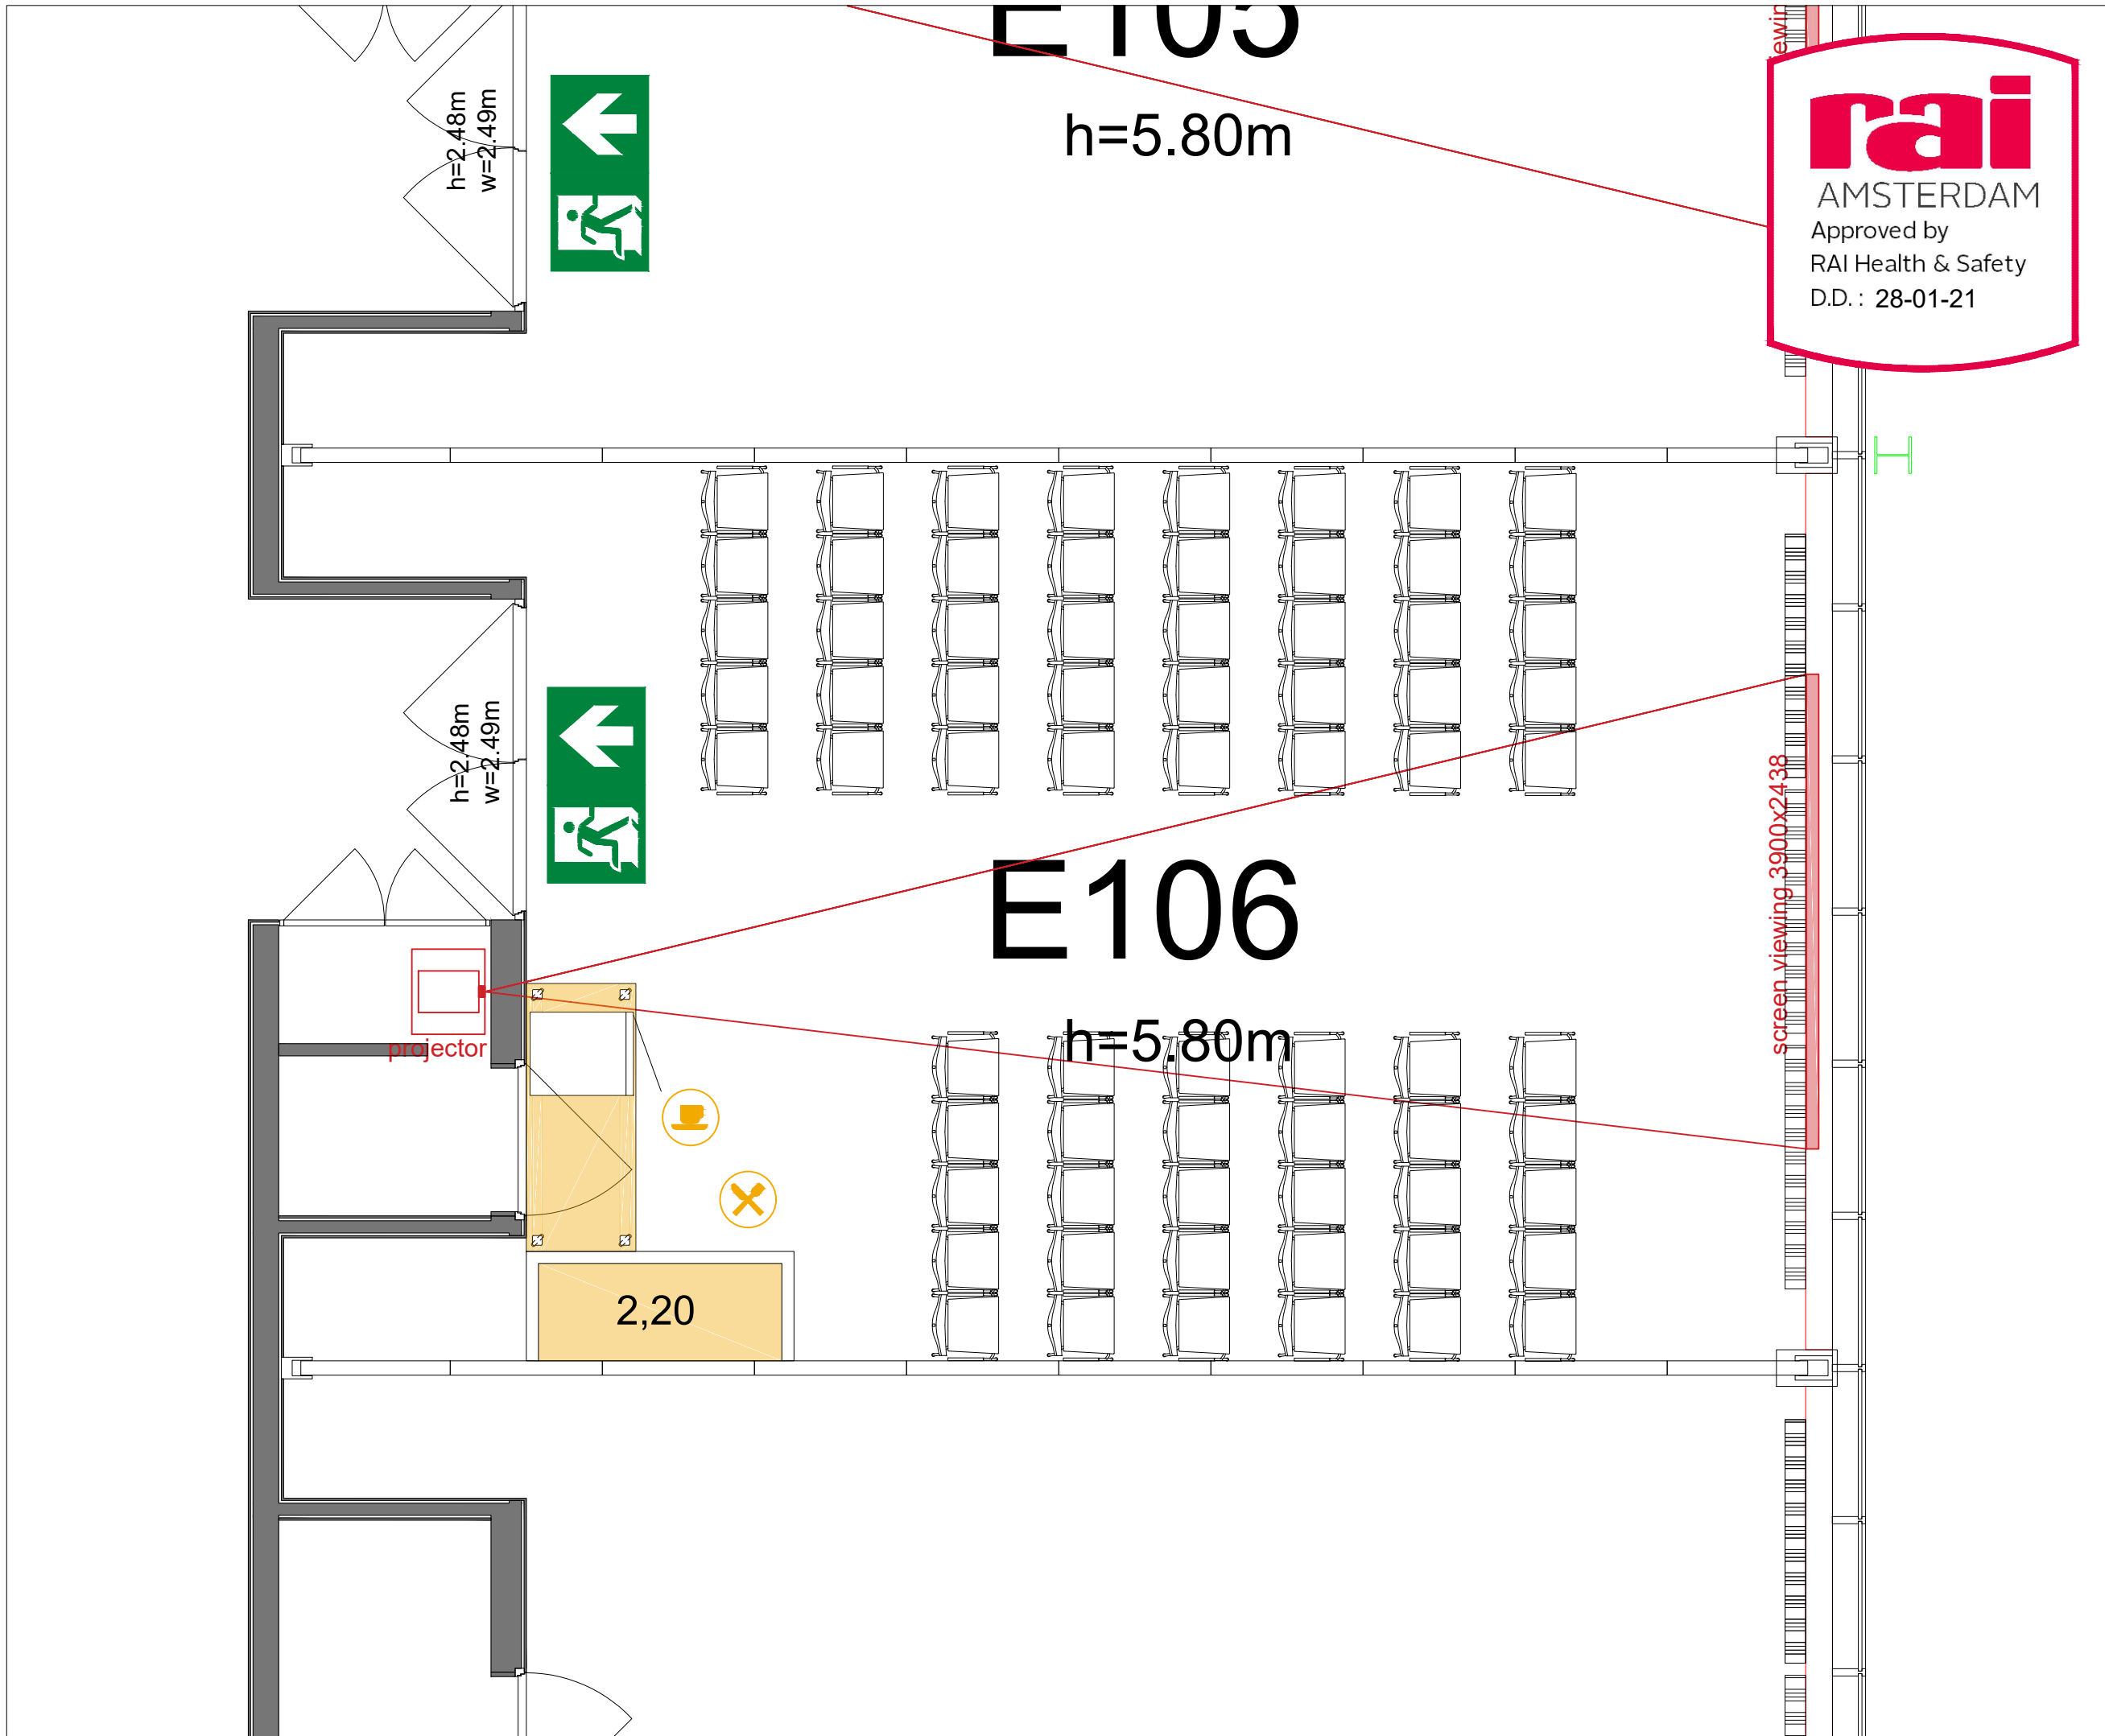 E105
h=5.80m
h=2.48m
w=2.49m
rai
AMSTERDAM
Approved by
RAI Health & Safety
D.D. : 28-01-21
h=2.48m
w=2.49m
E106
h=5.80m
screen viewing 3900x2438
projector
2,20